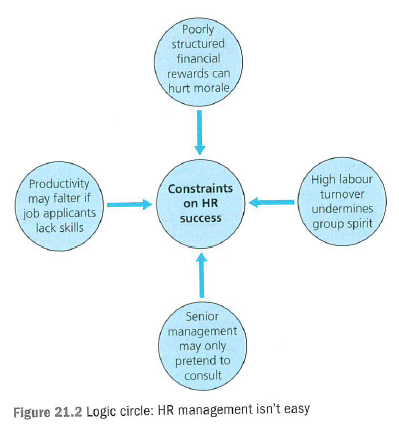 Poorly
structured
financial
rewards can
hurt morale
Productivity
may falter if
job applicants
lack skills
Constraints
on HR
success
High labour
turnover
undermines
group spirit
Senior
management
may only
pretend to
consult
Figure 21.2 Logic circle: HR management isn't easy